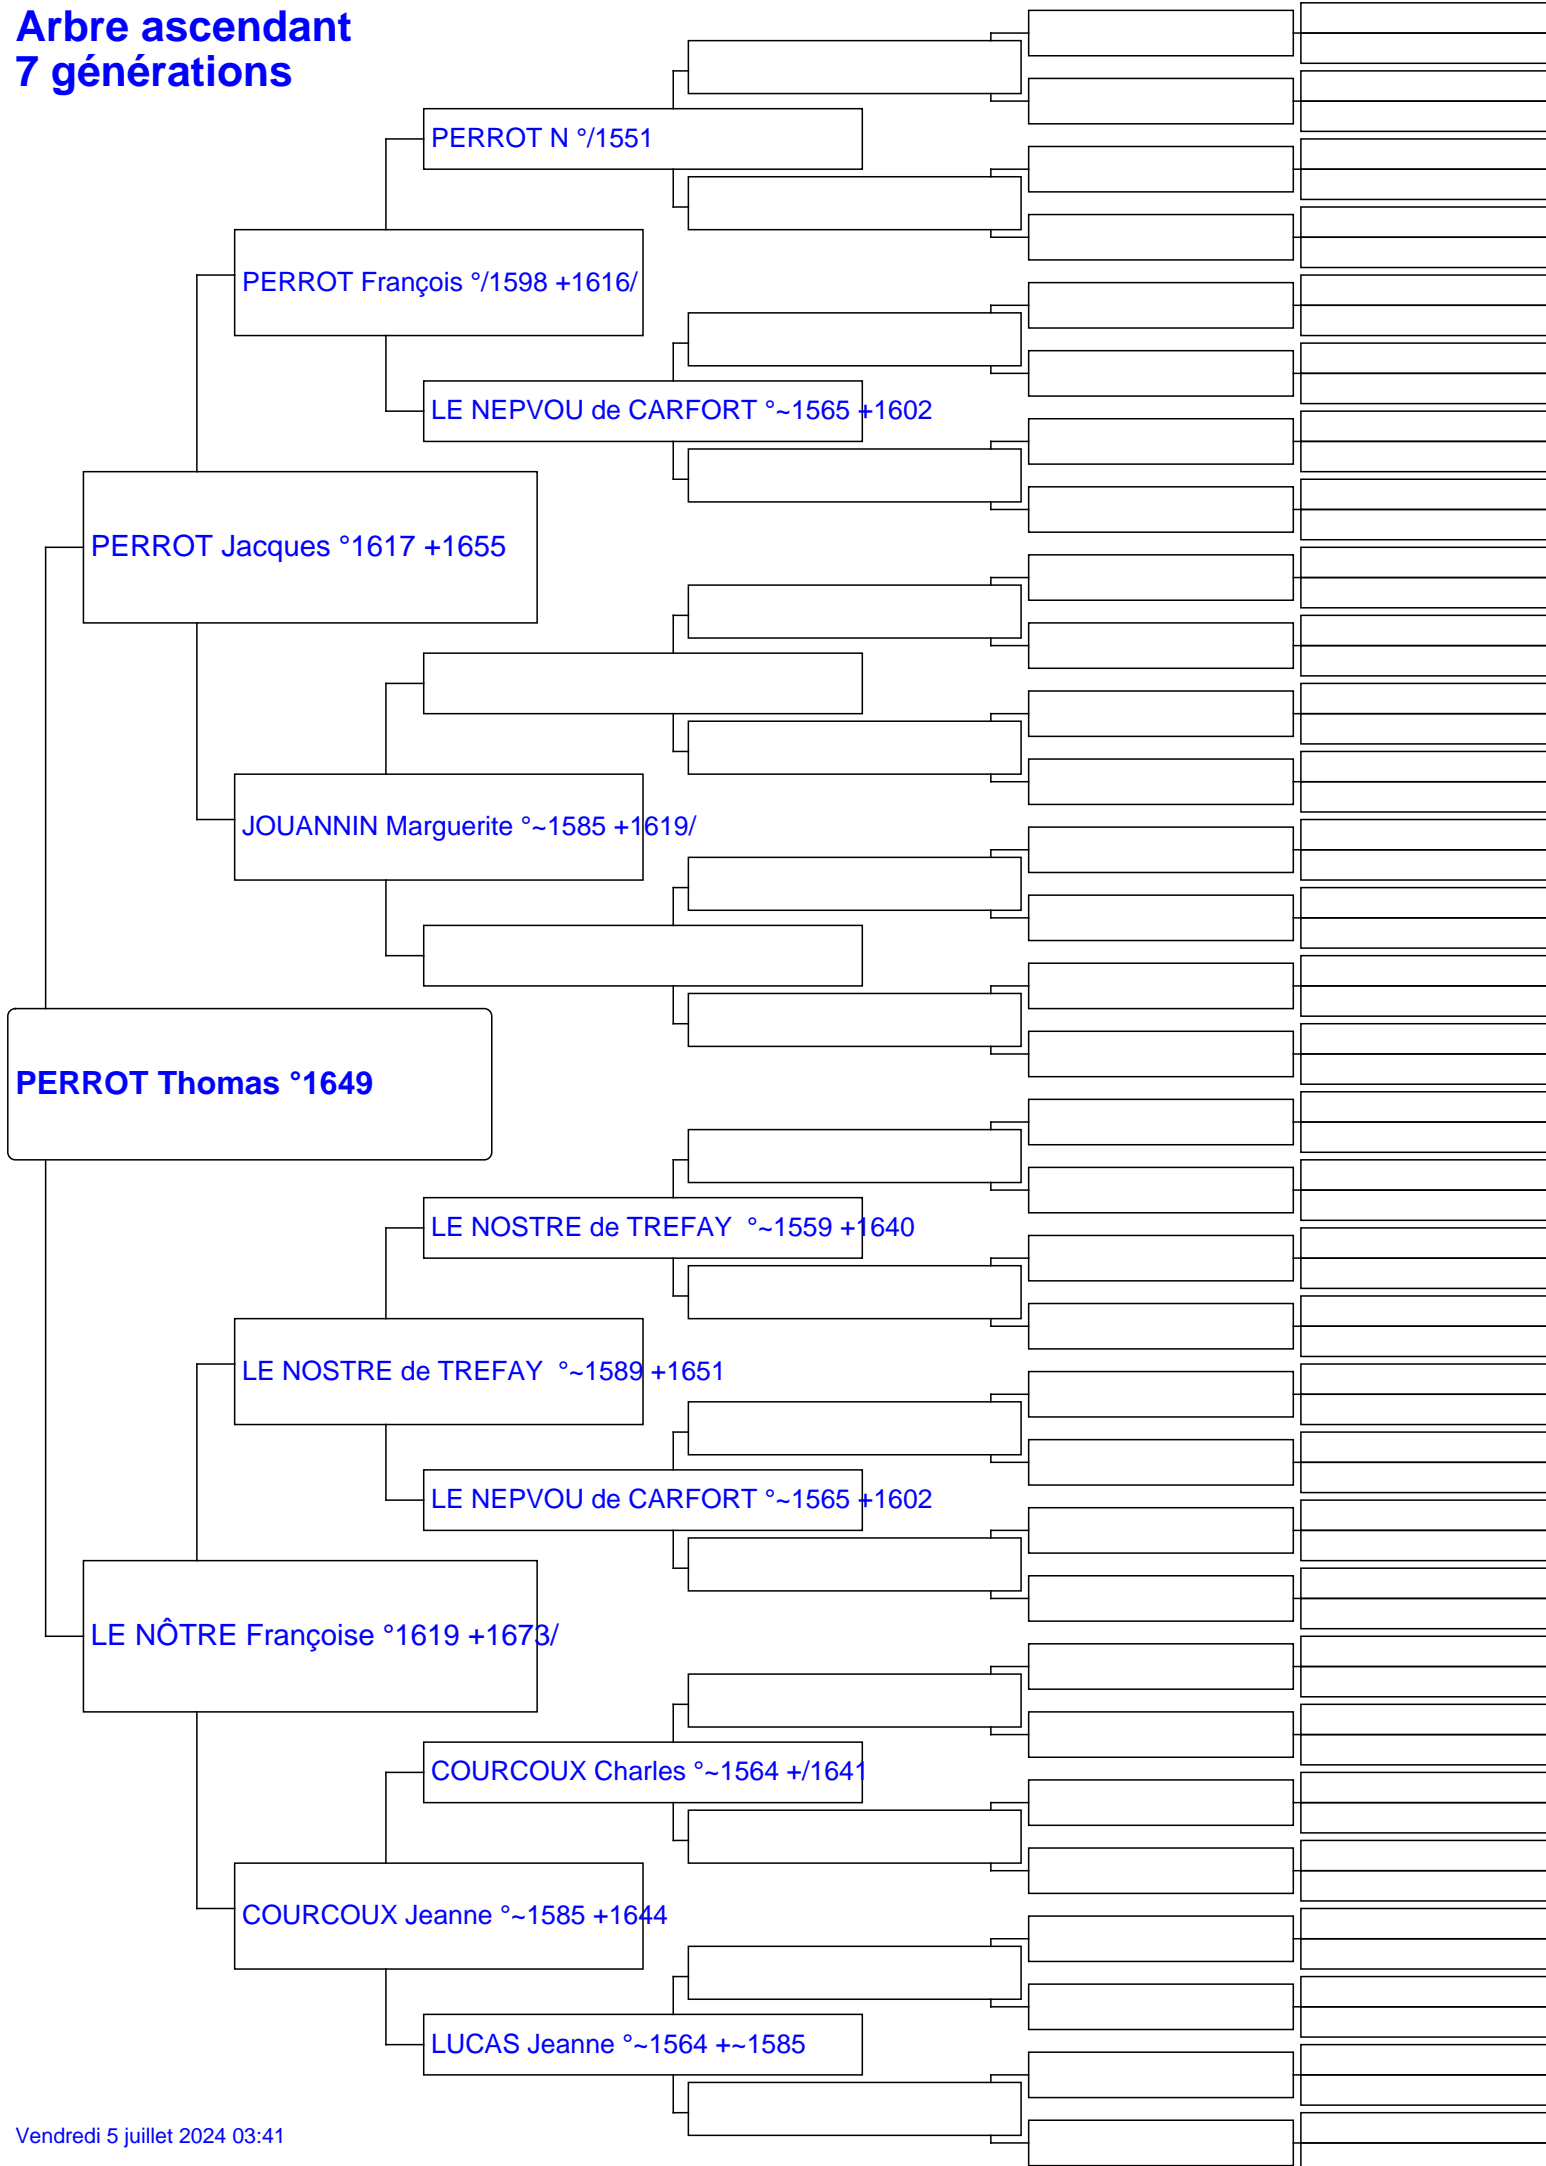 Arbre ascendant
7 générations
PERROT N °/1551
PERROT François °/1598 +1616/
LE NEPVOU de CARFORT °~1565 +1602
PERROT Jacques °1617 +1655
JOUANNIN Marguerite °~1585 +1619/
PERROT Thomas °1649
LE NOSTRE de TREFAY  °~1559 +1640
LE NOSTRE de TREFAY  °~1589 +1651
LE NEPVOU de CARFORT °~1565 +1602
LE NÔTRE Françoise °1619 +1673/
COURCOUX Charles °~1564 +/1641
COURCOUX Jeanne °~1585 +1644
LUCAS Jeanne °~1564 +~1585
Vendredi 5 juillet 2024 03:41